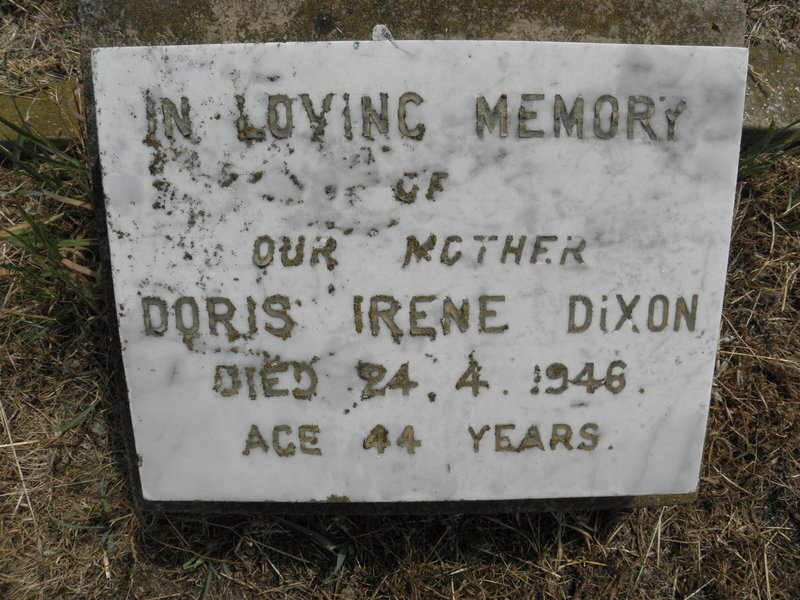 IN LOVING MEMORY
OF
OUR MOTHER
DORIS IRENE DiXON
DIED 24. 4. 1946.
AGE 44 YEARS.